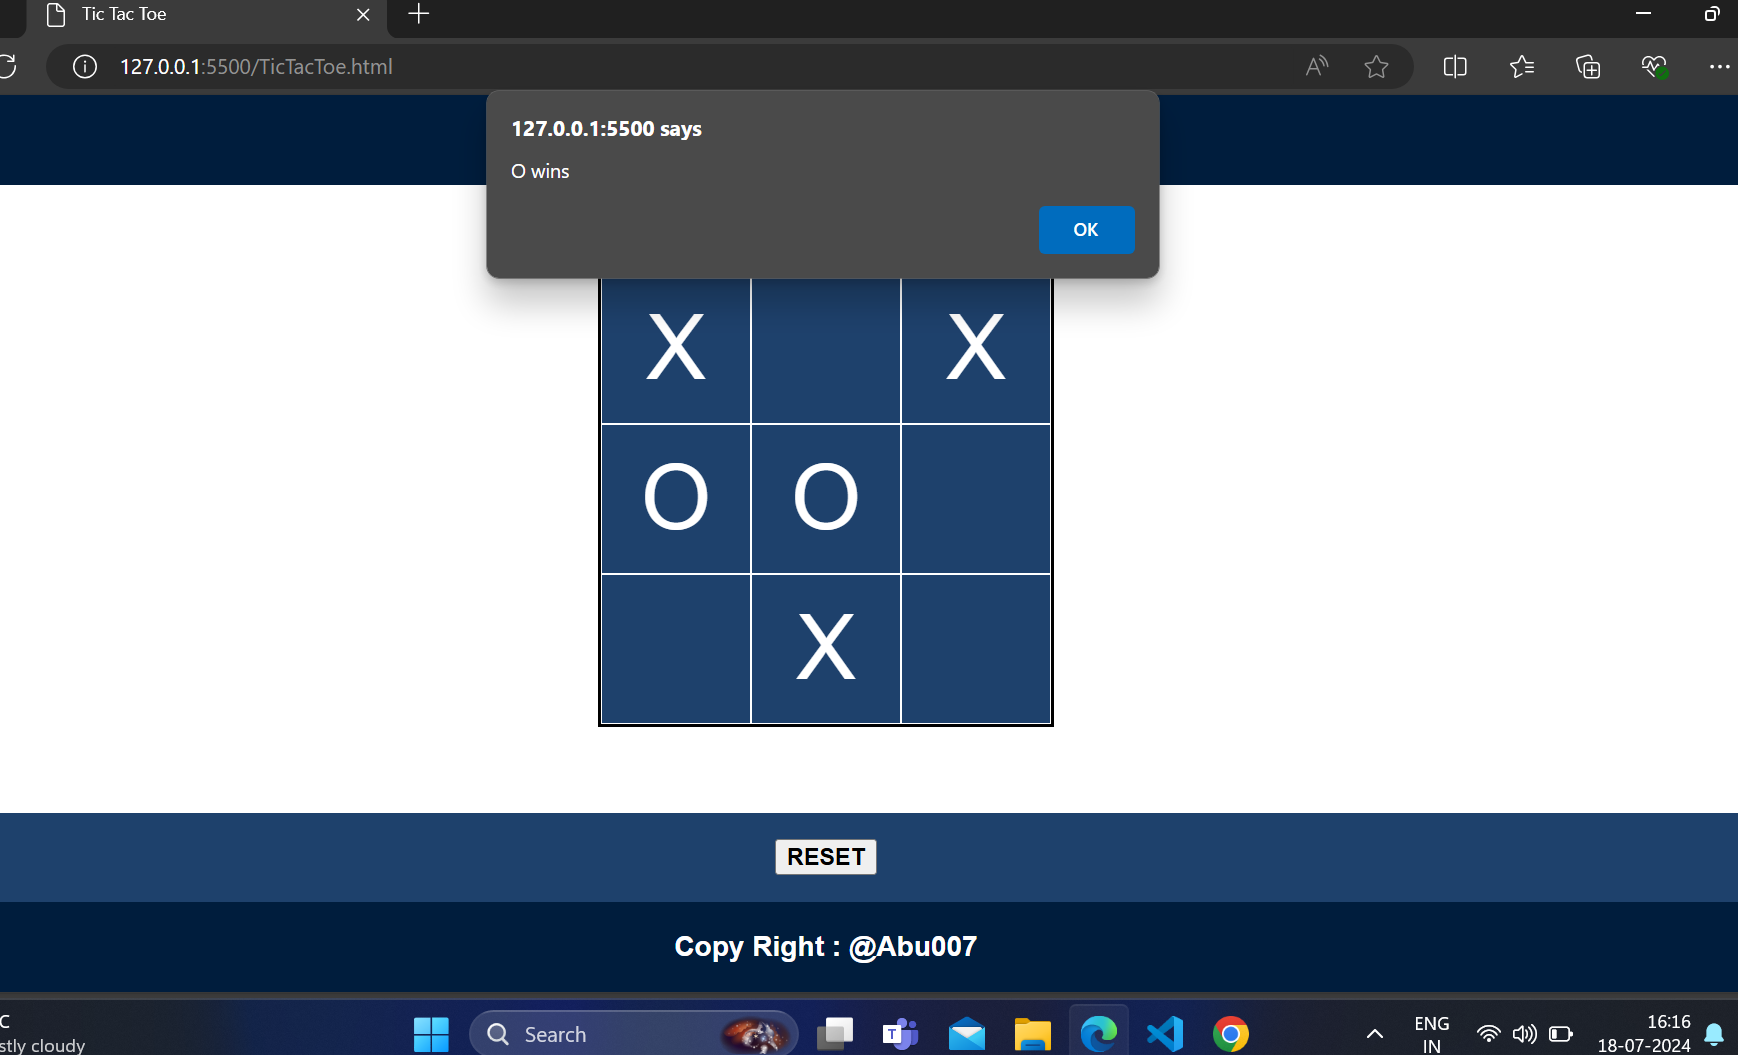 Tic Tac Toe
127.0.0.1:5500/TicTacToe.html
127.0.0.1:5500 says
O wins
OK
X X
O O
X
RESET
Copy Right : @Abu007
C
stly cloudy
Search
T
ENG
IN
16:16
18-07-2024